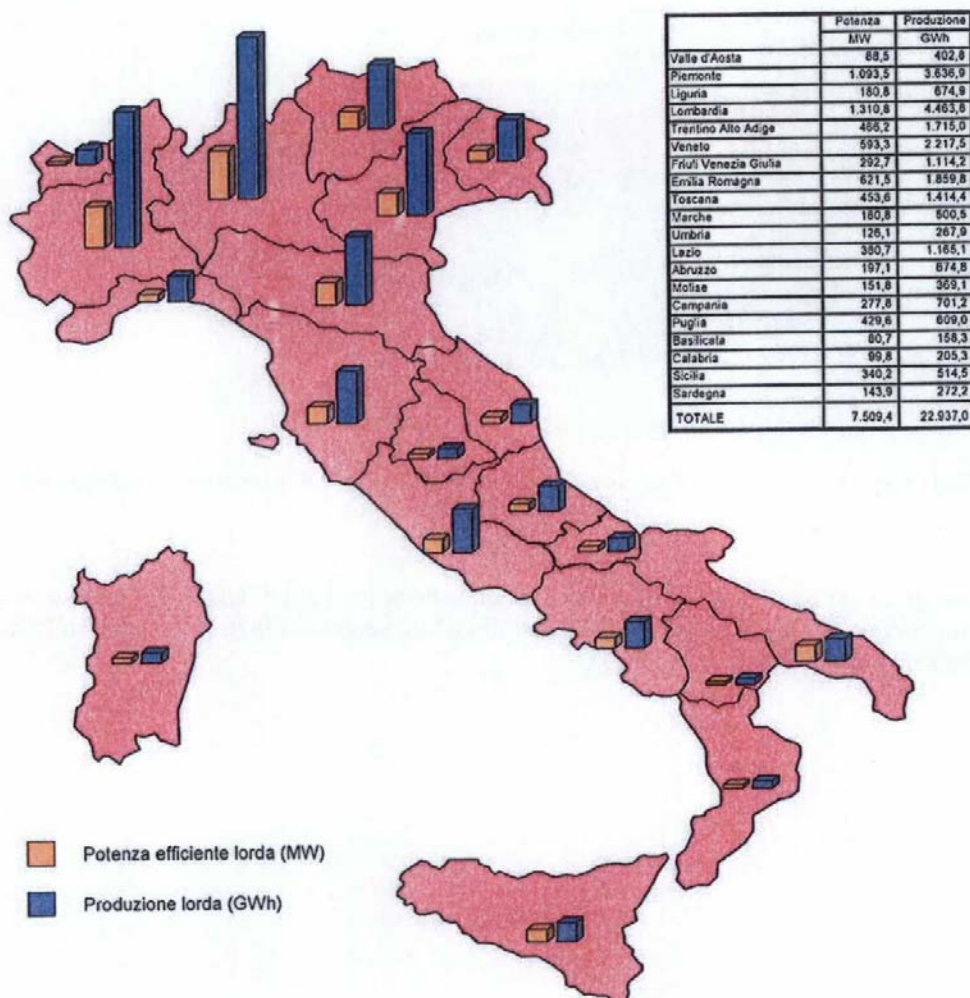 Potenza Produzione
MW GWh
Valle d'Aosta 88,5 402,8
Piemonte 1.093,5 3.636,9
Liguria 180,8 674,9
Lombardia 1.310,8 4.463,6
Trentino Alto Adige 466,2 1.715,0
Veneto 593,3 2.217,5
Friuli Venezia Giulia 292,7 1.114,2
Emilia Romagna 621,5 1.859,8
Toscana 453,6 1.414,4
Marche 180,8 500,5
Umbria 126,1 267,9
Lazio 380,7 1.165,1
Abruzzo 197,1 674,8
Molise 151,8 369,1
Campania 277,8 701,2
Puglia 429,6 609,0
Basilicata 80,7 158,3
Calabria 99,8 205,3
Sicilia 340,2 514,5
Sardegna 143,9 272,2
TOTALE 7.509,4 22.937,0
Potenza efficiente lorda (MW)
Produzione lorda (GWh)